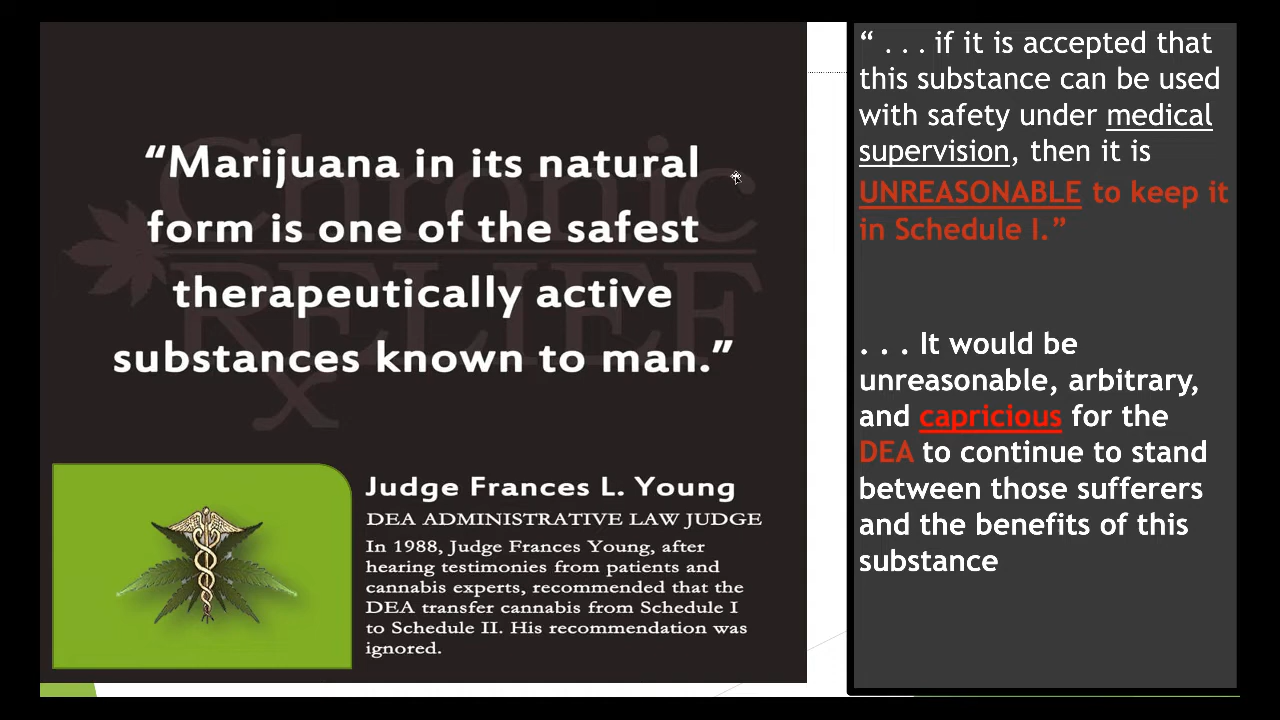 “Marijuana in its natural
form is one of the safest
therapeutically active
substances known to man.”
Chronic
RELIEF
x
Judge Frances L. Young
DEA ADMINISTRATIVE LAW JUDGE
In 1988, Judge Frances Young, after
hearing testimonies from patients and
cannabis experts, recommended that the
DEA transfer cannabis from Schedule I
to Schedule II. His recommendation was
ignored.
“ . . . if it is accepted that
this substance can be used
with safety under medical
supervision, then it is
UNREASONABLE to keep it
in Schedule I.”
. . . It would be
unreasonable, arbitrary,
and capricious for the
DEA to continue to stand
between those sufferers
and the benefits of this
substance